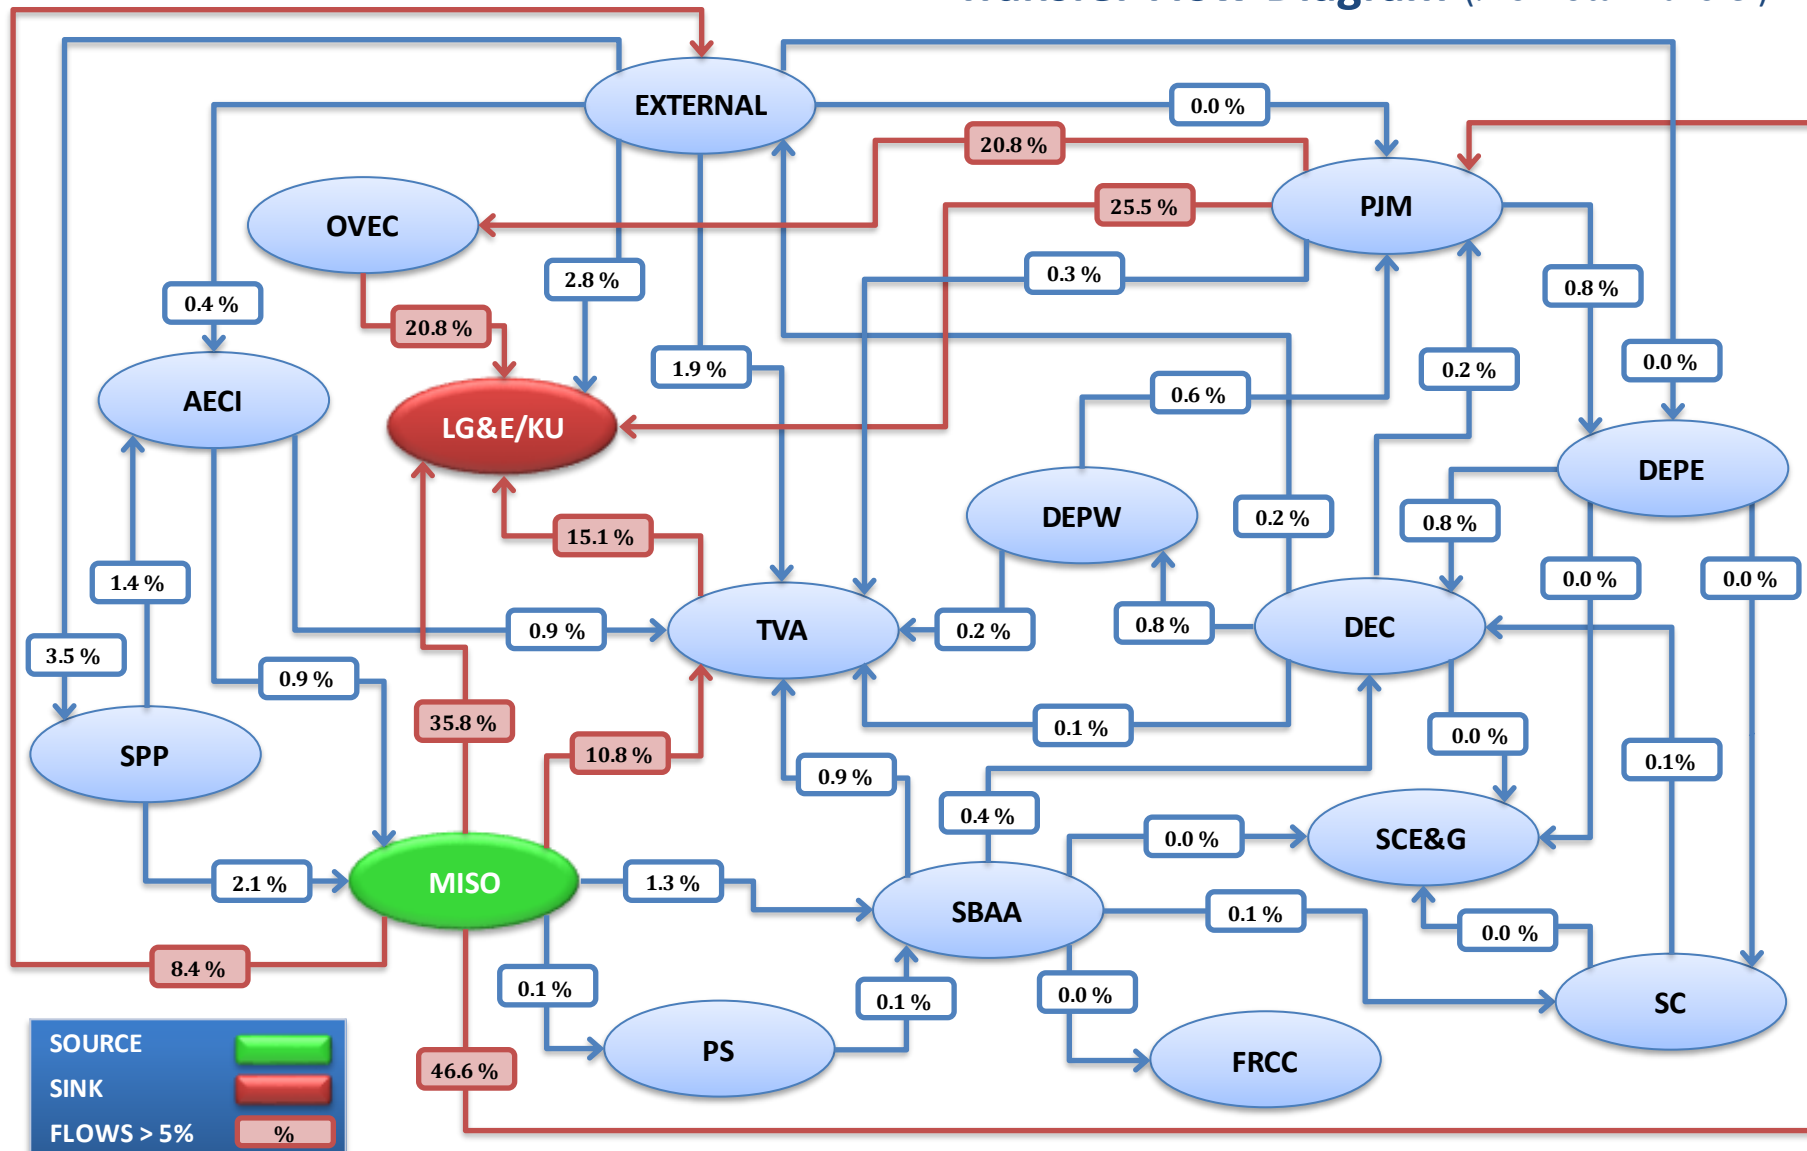 EXTERNAL
0.0 %
20.8 %
OVEC
25.5 %
PJM
2.8 %
0.3 %
0.8 %
0.4 %
20.8 %
1.9 %
0.2 %
0.0 %
AECI
0.6 %
LG&E/KU
DEPE
DEPW
0.2 %
0.8 %
15.1 %
1.4 %
0.0 %
0.0 %
0.9 %
TVA
0.2 %
0.8 %
DEC
3.5 %
0.9 %
35.8 %
0.1 %
0.0 %
SPP
10.8 %
0.9 %
0.1%
0.4 %
0.0 %
SCE&G
2.1 %
MISO
1.3 %
SBAA
0.1 %
0.0 %
8.4 %
0.1 %
0.1 %
0.0 %
SC
SOURCE
PS
FRCC
46.6 %
SINK
FLOWS > 5%
%